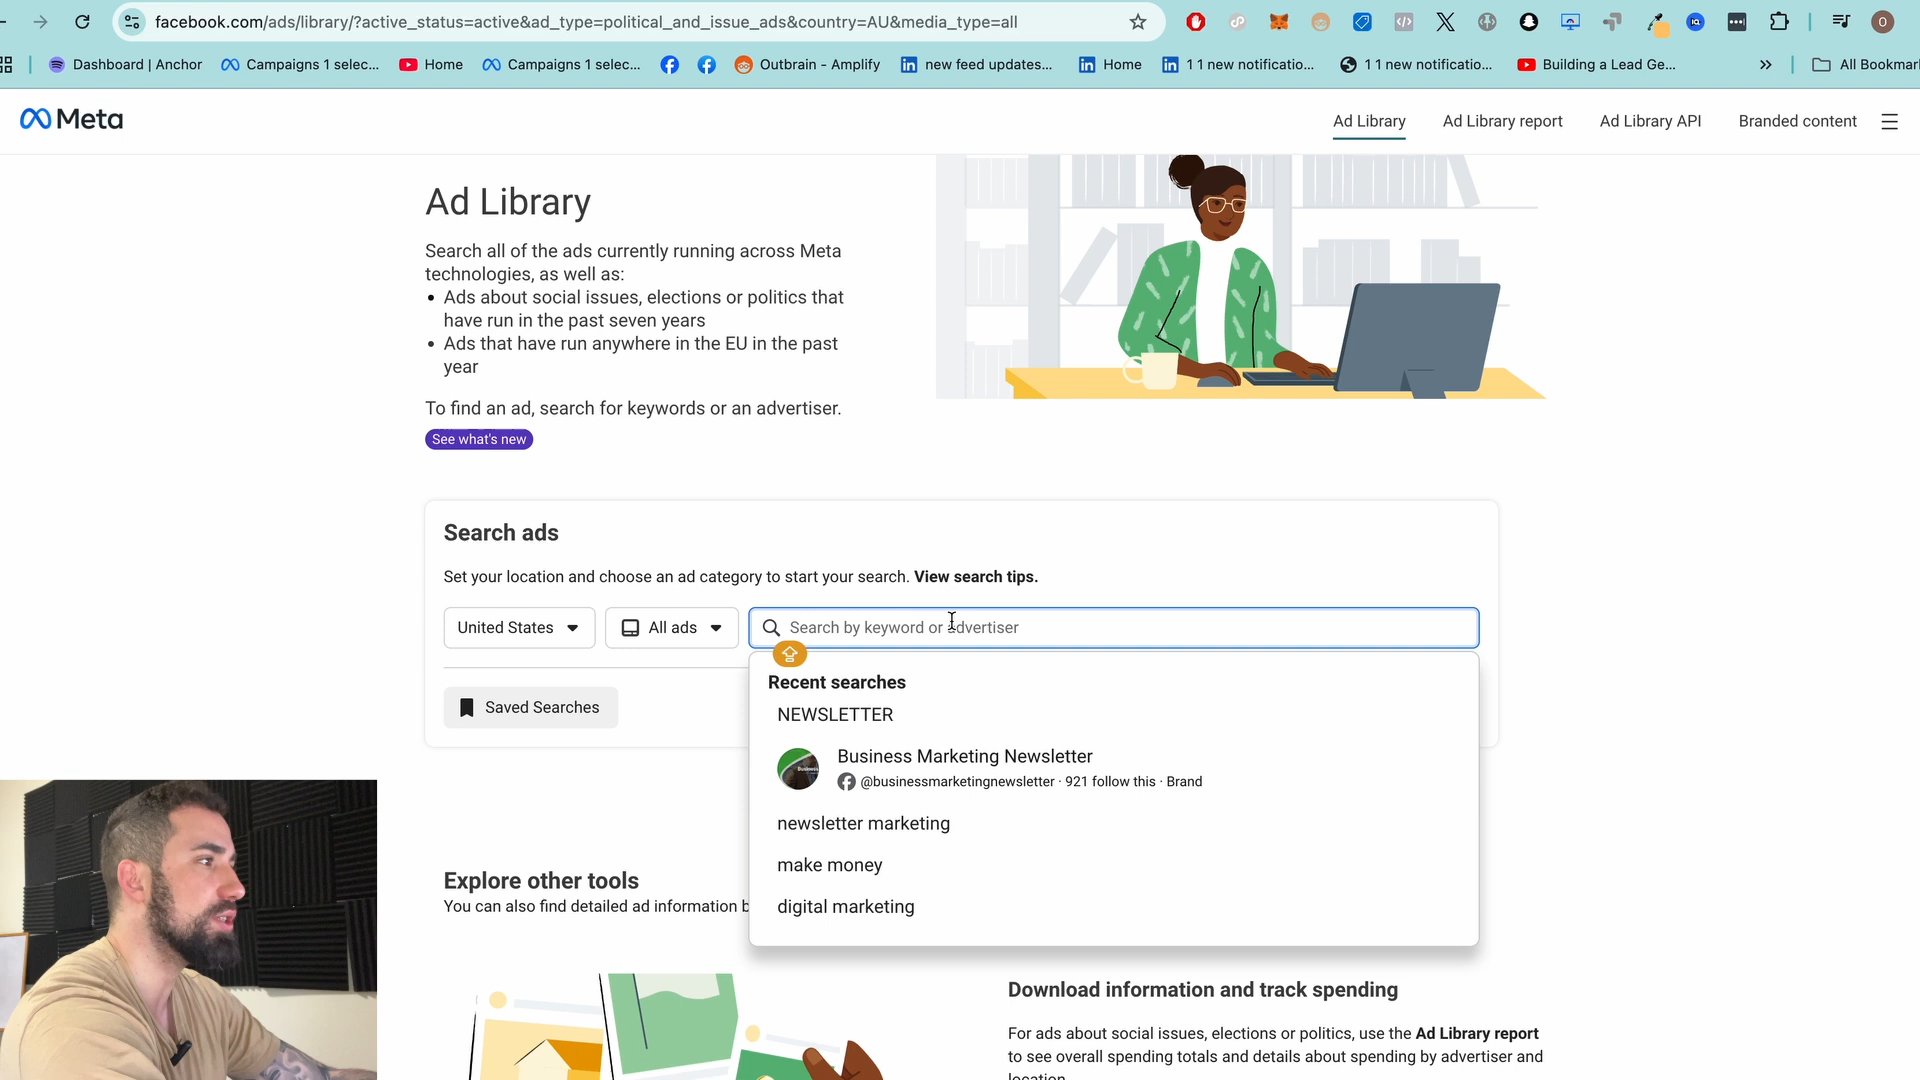 facebook.com/ads/library/?active_status=active&ad_type=political_and_issue_ads&country=AU&media_type=all
Dashboard | Anchor
Campaigns 1 selec...
Home
Campaigns 1 selec...
Outbrain - Amplify
new feed updates...
Home
1 1 new notificatio...
1 1 new notificatio...
Building a Lead Ge...
All Bookmar
Meta
Ad Library
Ad Library report
Ad Library API
Branded content
Ad Library
Search all of the ads currently running across Meta
technologies, as well as:
• Ads about social issues, elections or politics that
have run in the past seven years
• Ads that have run anywhere in the EU in the past
year
To find an ad, search for keywords or an advertiser.
See what's new
Search ads
Set your location and choose an ad category to start your search. View search tips.
United States
All ads
Search by keyword or advertiser
Saved Searches
Recent searches
NEWSLETTER
Business Marketing Newsletter
@businessmarketingnewsletter · 921 follow this · Brand
newsletter marketing
make money
digital marketing
Explore other tools
You can also find detailed ad information b
Download information and track spending
For ads about social issues, elections or politics, use the Ad Library report
to see overall spending totals and details about spending by advertiser and
location.